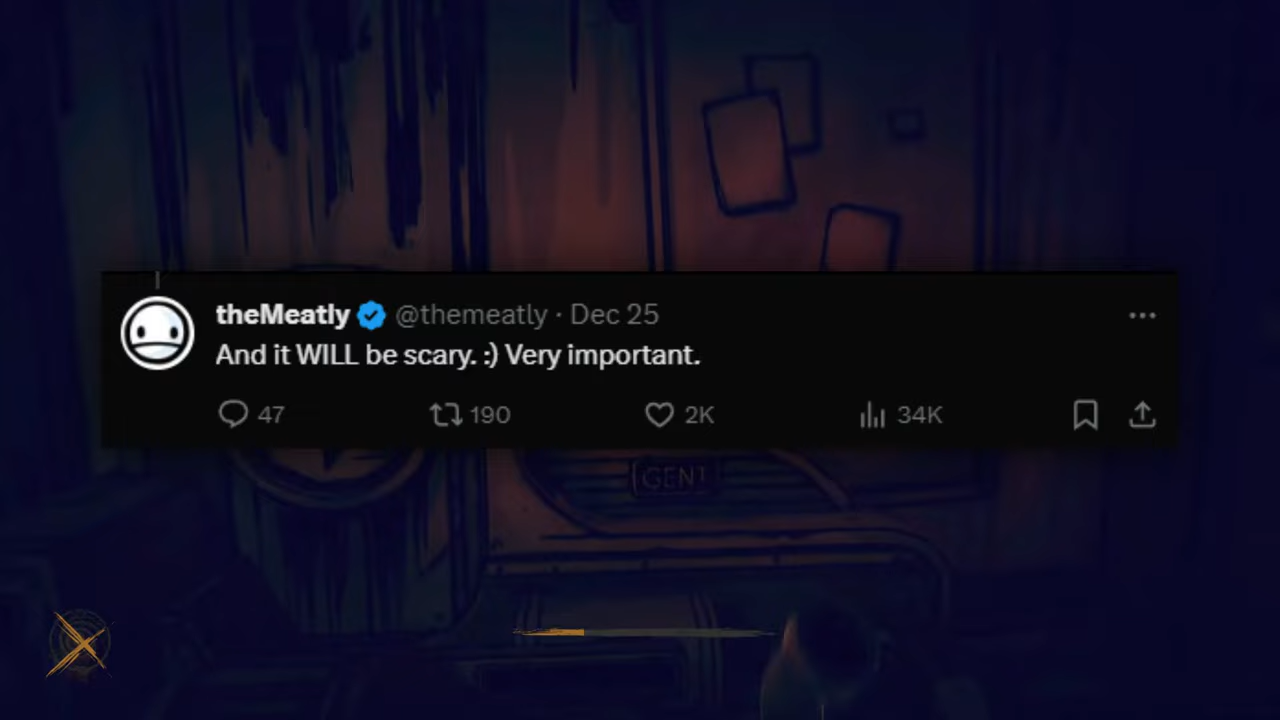 theMeatly @themeatly · Dec 25
And it WILL be scary. :) Very important.
47 190 2K 34K
GENT